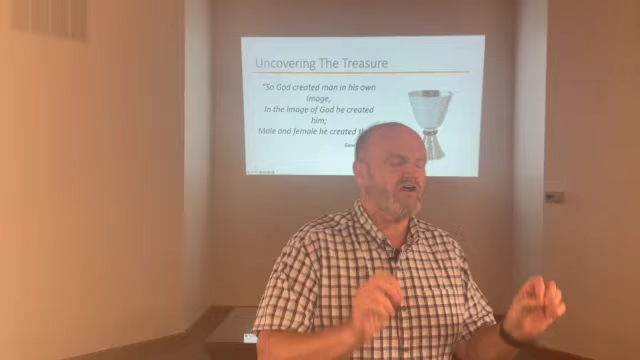 Uncovering The Treasure
"So God created man in his own
image,
In the image of God he created
him;
Male and female he created